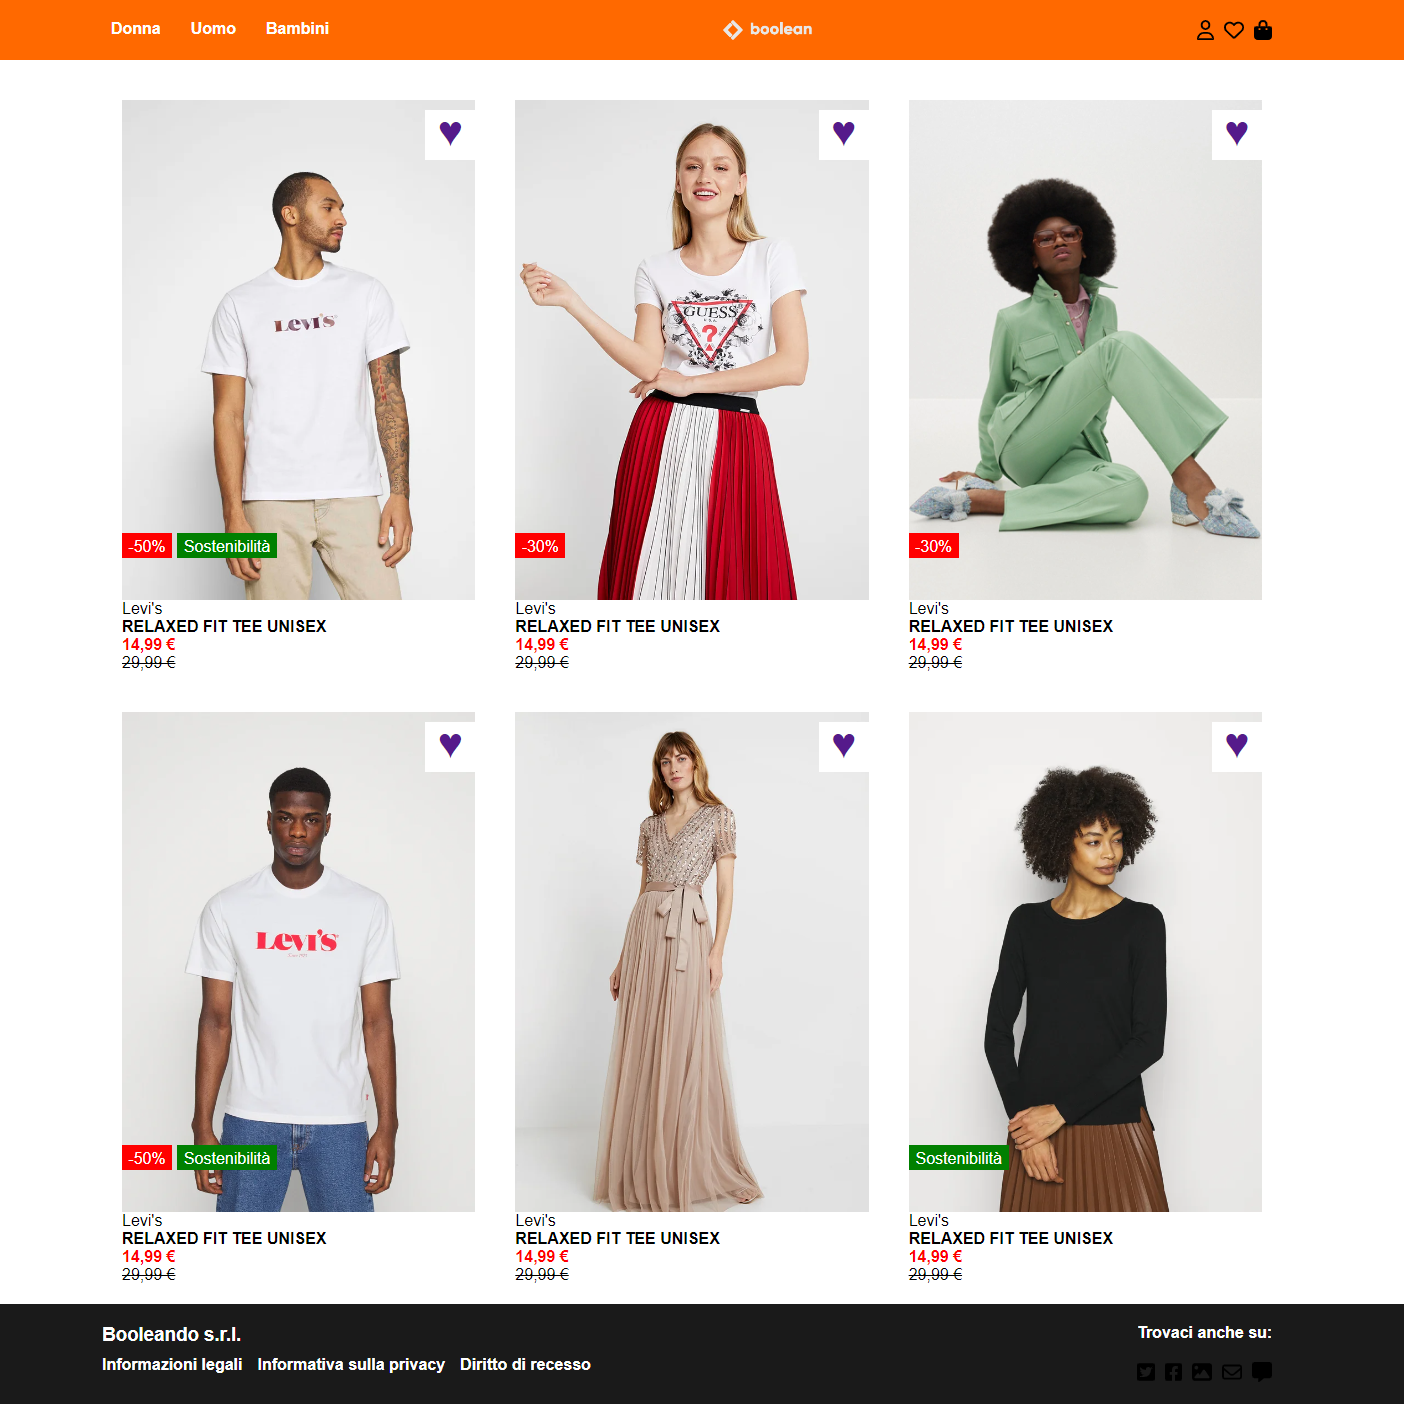 Donna Uomo Bambini boolean
Levi's
GUESS
U.S.A.
?
-50% Sostenibilità
-30%
-30%
Levi's
RELAXED FIT TEE UNISEX
14,99 €
29,99 €
Levi's
RELAXED FIT TEE UNISEX
14,99 €
29,99 €
Levi's
RELAXED FIT TEE UNISEX
14,99 €
29,99 €
Levi's
-50% Sostenibilità
Sostenibilità
Levi's
RELAXED FIT TEE UNISEX
14,99 €
29,99 €
Levi's
RELAXED FIT TEE UNISEX
14,99 €
29,99 €
Levi's
RELAXED FIT TEE UNISEX
14,99 €
29,99 €
Booleando s.r.l.
Informazioni legali Informativa sulla privacy Diritto di recesso
Trovaci anche su: